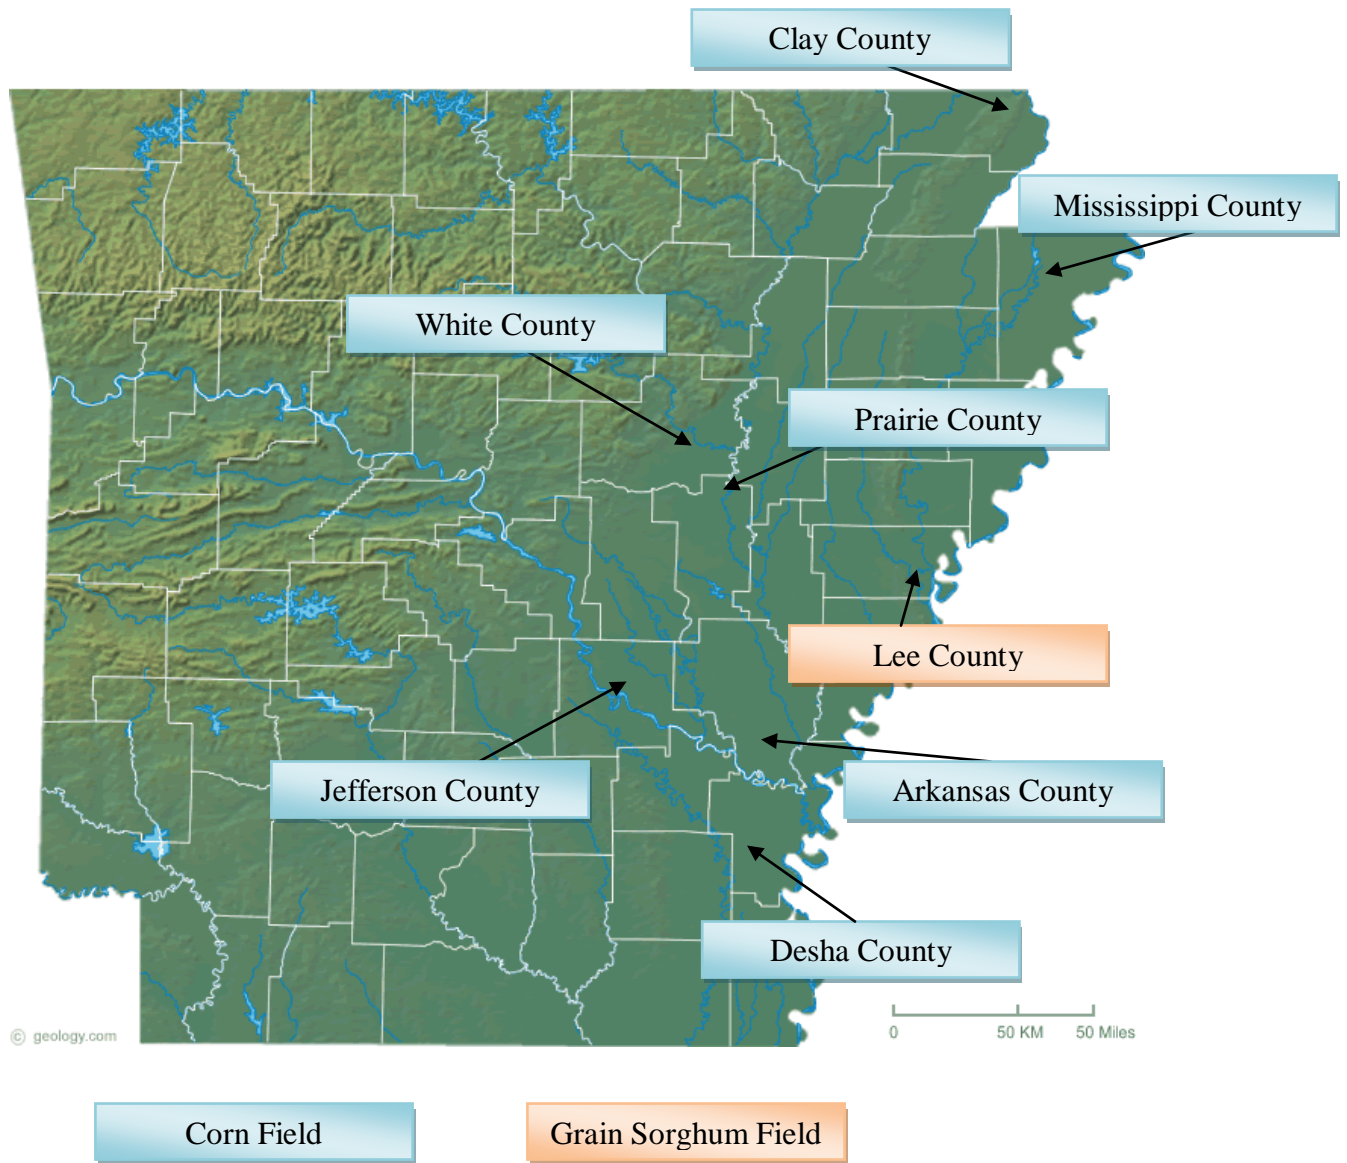 Clay County
Mississippi County
White County
Prairie County
Lee County
Jefferson County
Arkansas County
Desha County
0 50 KM 50 Miles
© geology.com
Corn Field
Grain Sorghum Field